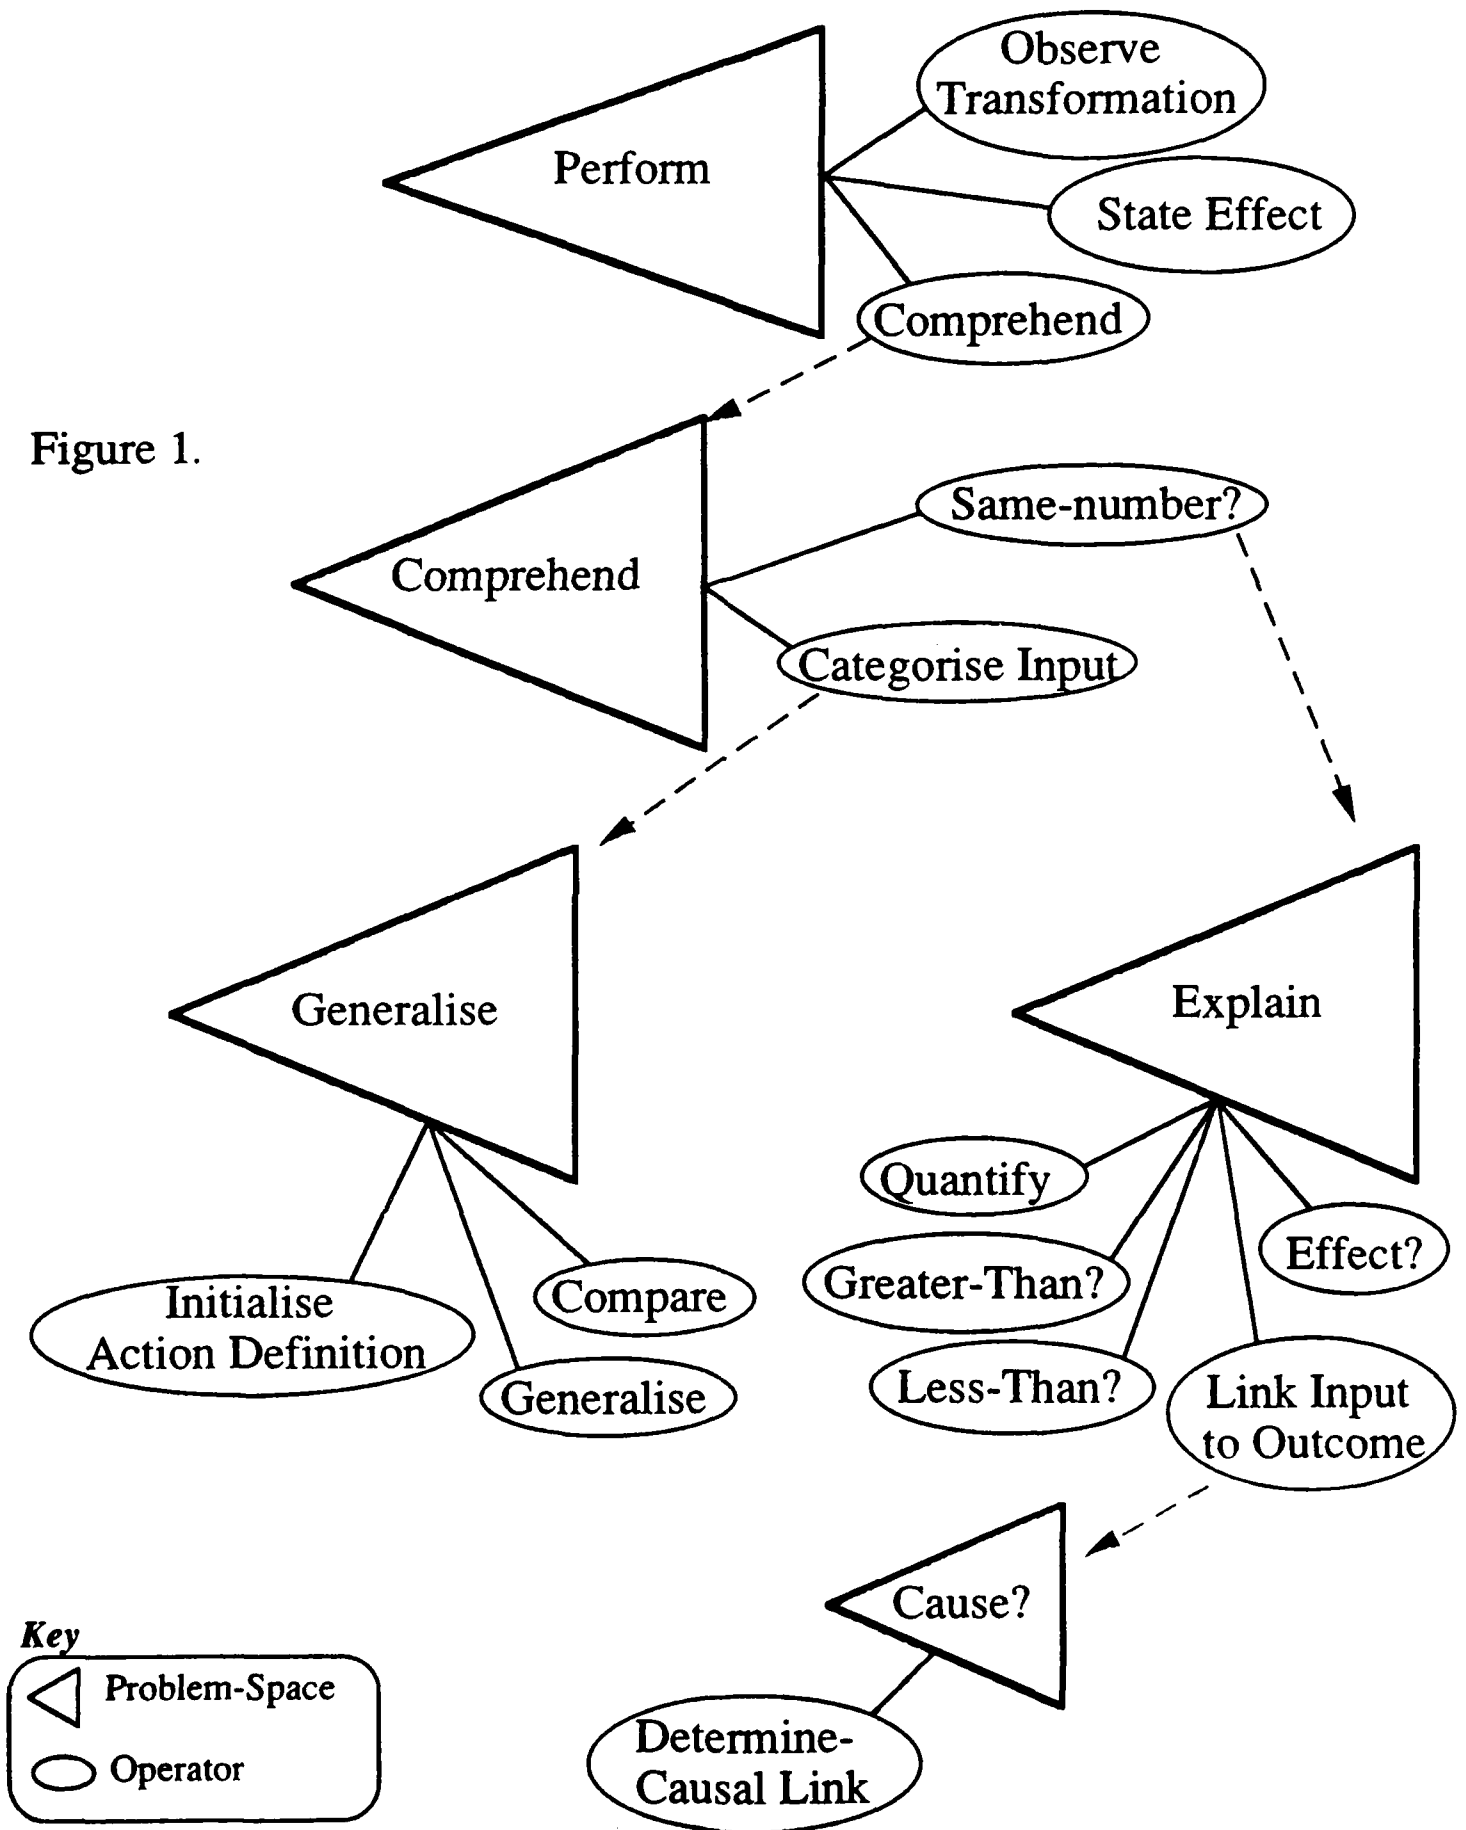 Observe
Transformation
Perform
State Effect
Comprehend
Figure 1.
Same-number?
Comprehend
Categorise Input
Generalise
Explain
Quantify
Effect?
Greater-Than?
Initialise
Action Definition
Compare
Less-Than?
Generalise
Link Input
to Outcome
Cause?
Key
Problem-Space
Operator
Determine-
Causal Link